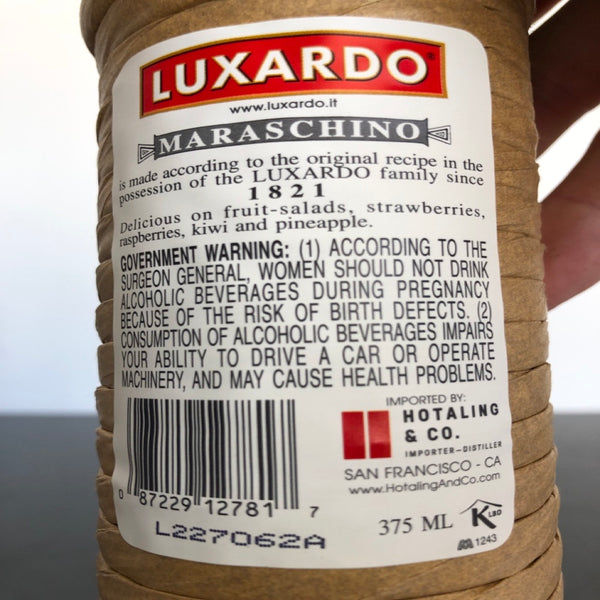 LUXARDO
www.luxardo.it
MARASCHINO
is made according to the original recipe in the
possession of the LUXARDO family since
1821
Delicious on fruit-salads, strawberries,
raspberries, kiwi and pineapple.
GOVERNMENT WARNING: (1) ACCORDING TO THE
SURGEON GENERAL, WOMEN SHOULD NOT DRINK
ALCOHOLIC BEVERAGES DURING PREGNANCY
BECAUSE OF THE RISK OF BIRTH DEFECTS. (2)
CONSUMPTION OF ALCOHOLIC BEVERAGES IMPAIRS
YOUR ABILITY TO DRIVE A CAR OR OPERATE
MACHINERY, AND MAY CAUSE HEALTH PROBLEMS.
IMPORTED BY:
HOTALING
& CO.
IMPORTER–DISTILLER
SAN FRANCISCO - CA
www.HotalingAndCo.com
0 87229 12781 7
L227062A
375 ML
K LBD
1243